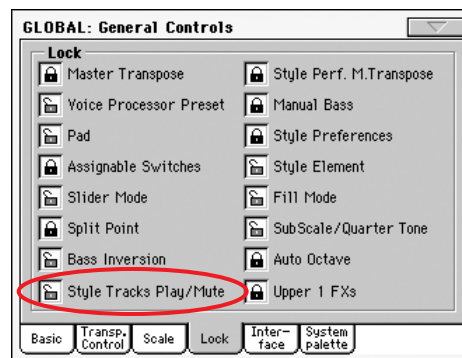 GLOBAL: General Controls
Lock
Master Transpose
Voice Processor Preset
Pad
Assignable Switches
Slider Mode
Split Point
Bass Inversion
Style Tracks Play/Mute
Style Perf. M.Transpose
Manual Bass
Style Preferences
Style Element
Fill Mode
SubScale/Quarter Tone
Auto Octave
Upper 1 FXs
Basic
Transp.
Control
Scale
Lock
Inter-
face
System
palette